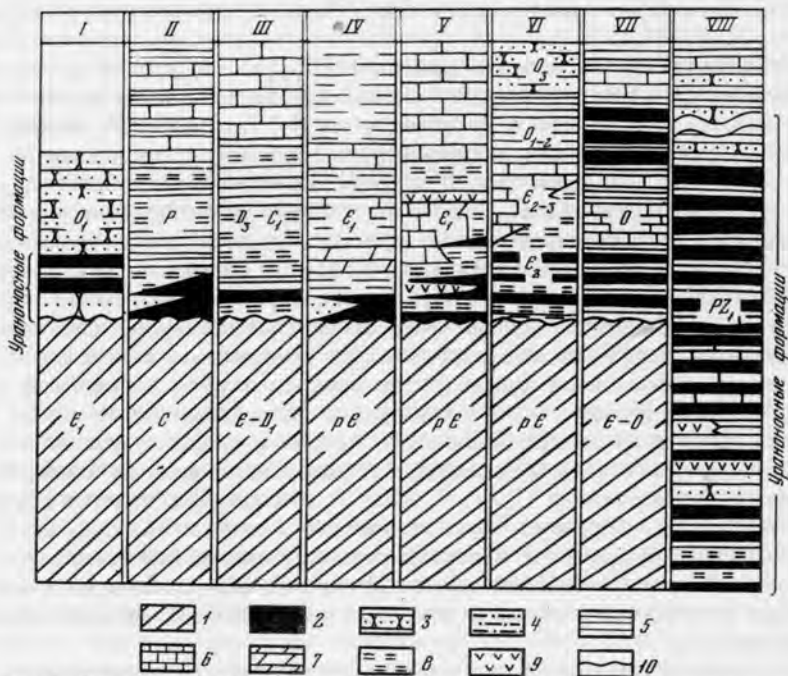 I II III IV V VI VII VIII
O₃
O₁₋₂
O₁ P D₃–C₁ Є₁ Є₁ Є₂₋₃ O
Є₂
PZ₁
Є₁ C Є–D₁ pЄ pЄ pЄ Є–O
Ураноносные формации
Ураноносные формации
1 2 3 4 5
6 7 8 9 10